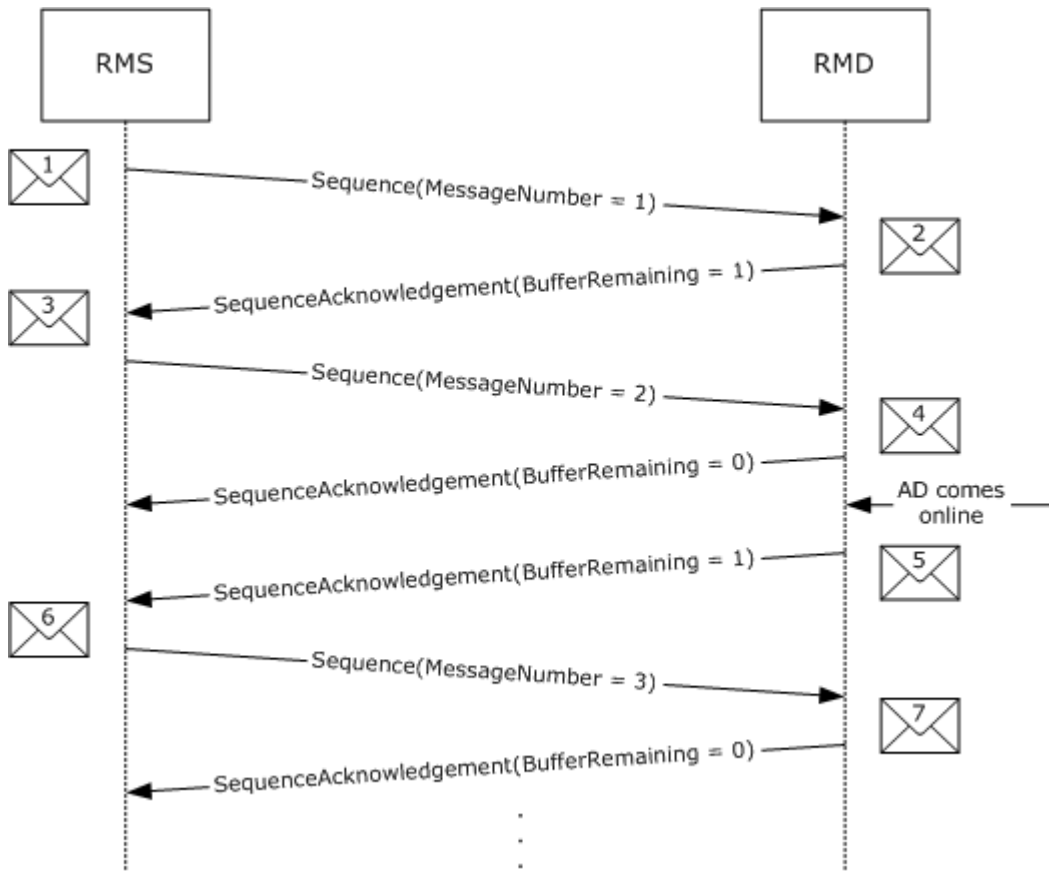 RMS
RMD
1
Sequence(MessageNumber = 1)
2
SequenceAcknowledgement(BufferRemaining = 1)
3
Sequence(MessageNumber = 2)
4
SequenceAcknowledgement(BufferRemaining = 0)
AD comes
online
5
SequenceAcknowledgement(BufferRemaining = 1)
6
Sequence(MessageNumber = 3)
7
SequenceAcknowledgement(BufferRemaining = 0)
.
.
.